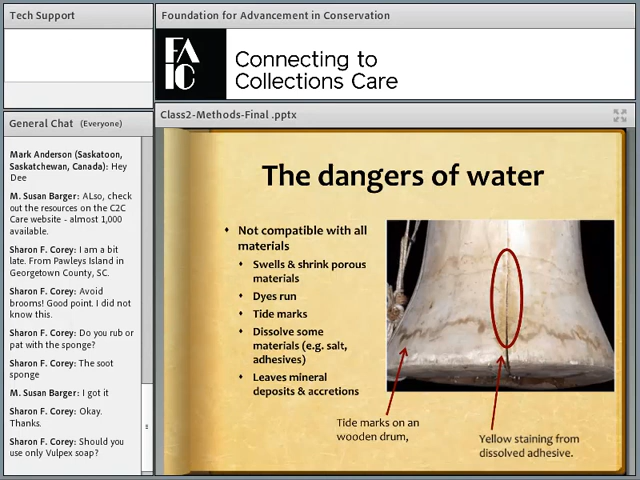 Tech Support
Foundation for Advancement in Conservation
FA
IC
Connecting to
Collections Care
General Chat (Everyone)
Mark Anderson (Saskatoon,
Saskatchewan, Canada): Hey
Dee
M. Susan Barger: ALso, check
out the resources on the C2C
Care website - almost 1,000
available.
Sharon F. Corey: I am a bit
late. From Pawleys Island in
Georgetown County, SC.
Sharon F. Corey: Avoid
brooms! Good point. I did not
know this.
Sharon F. Corey: Do you rub or
pat with the sponge?
Sharon F. Corey: The soot
sponge
M. Susan Barger: I got it
Sharon F. Corey: Okay.
Thanks.
Sharon F. Corey: Should you
use only Vulpex soap?
Class2-Methods-Final .pptx
The dangers of water
Not compatible with all
materials
Swells & shrink porous
materials
Dyes run
Tide marks
Dissolve some
materials (e.g. salt,
adhesives)
Leaves mineral
deposits & accretions
Tide marks on an
wooden drum,
Yellow staining from
dissolved adhesive.